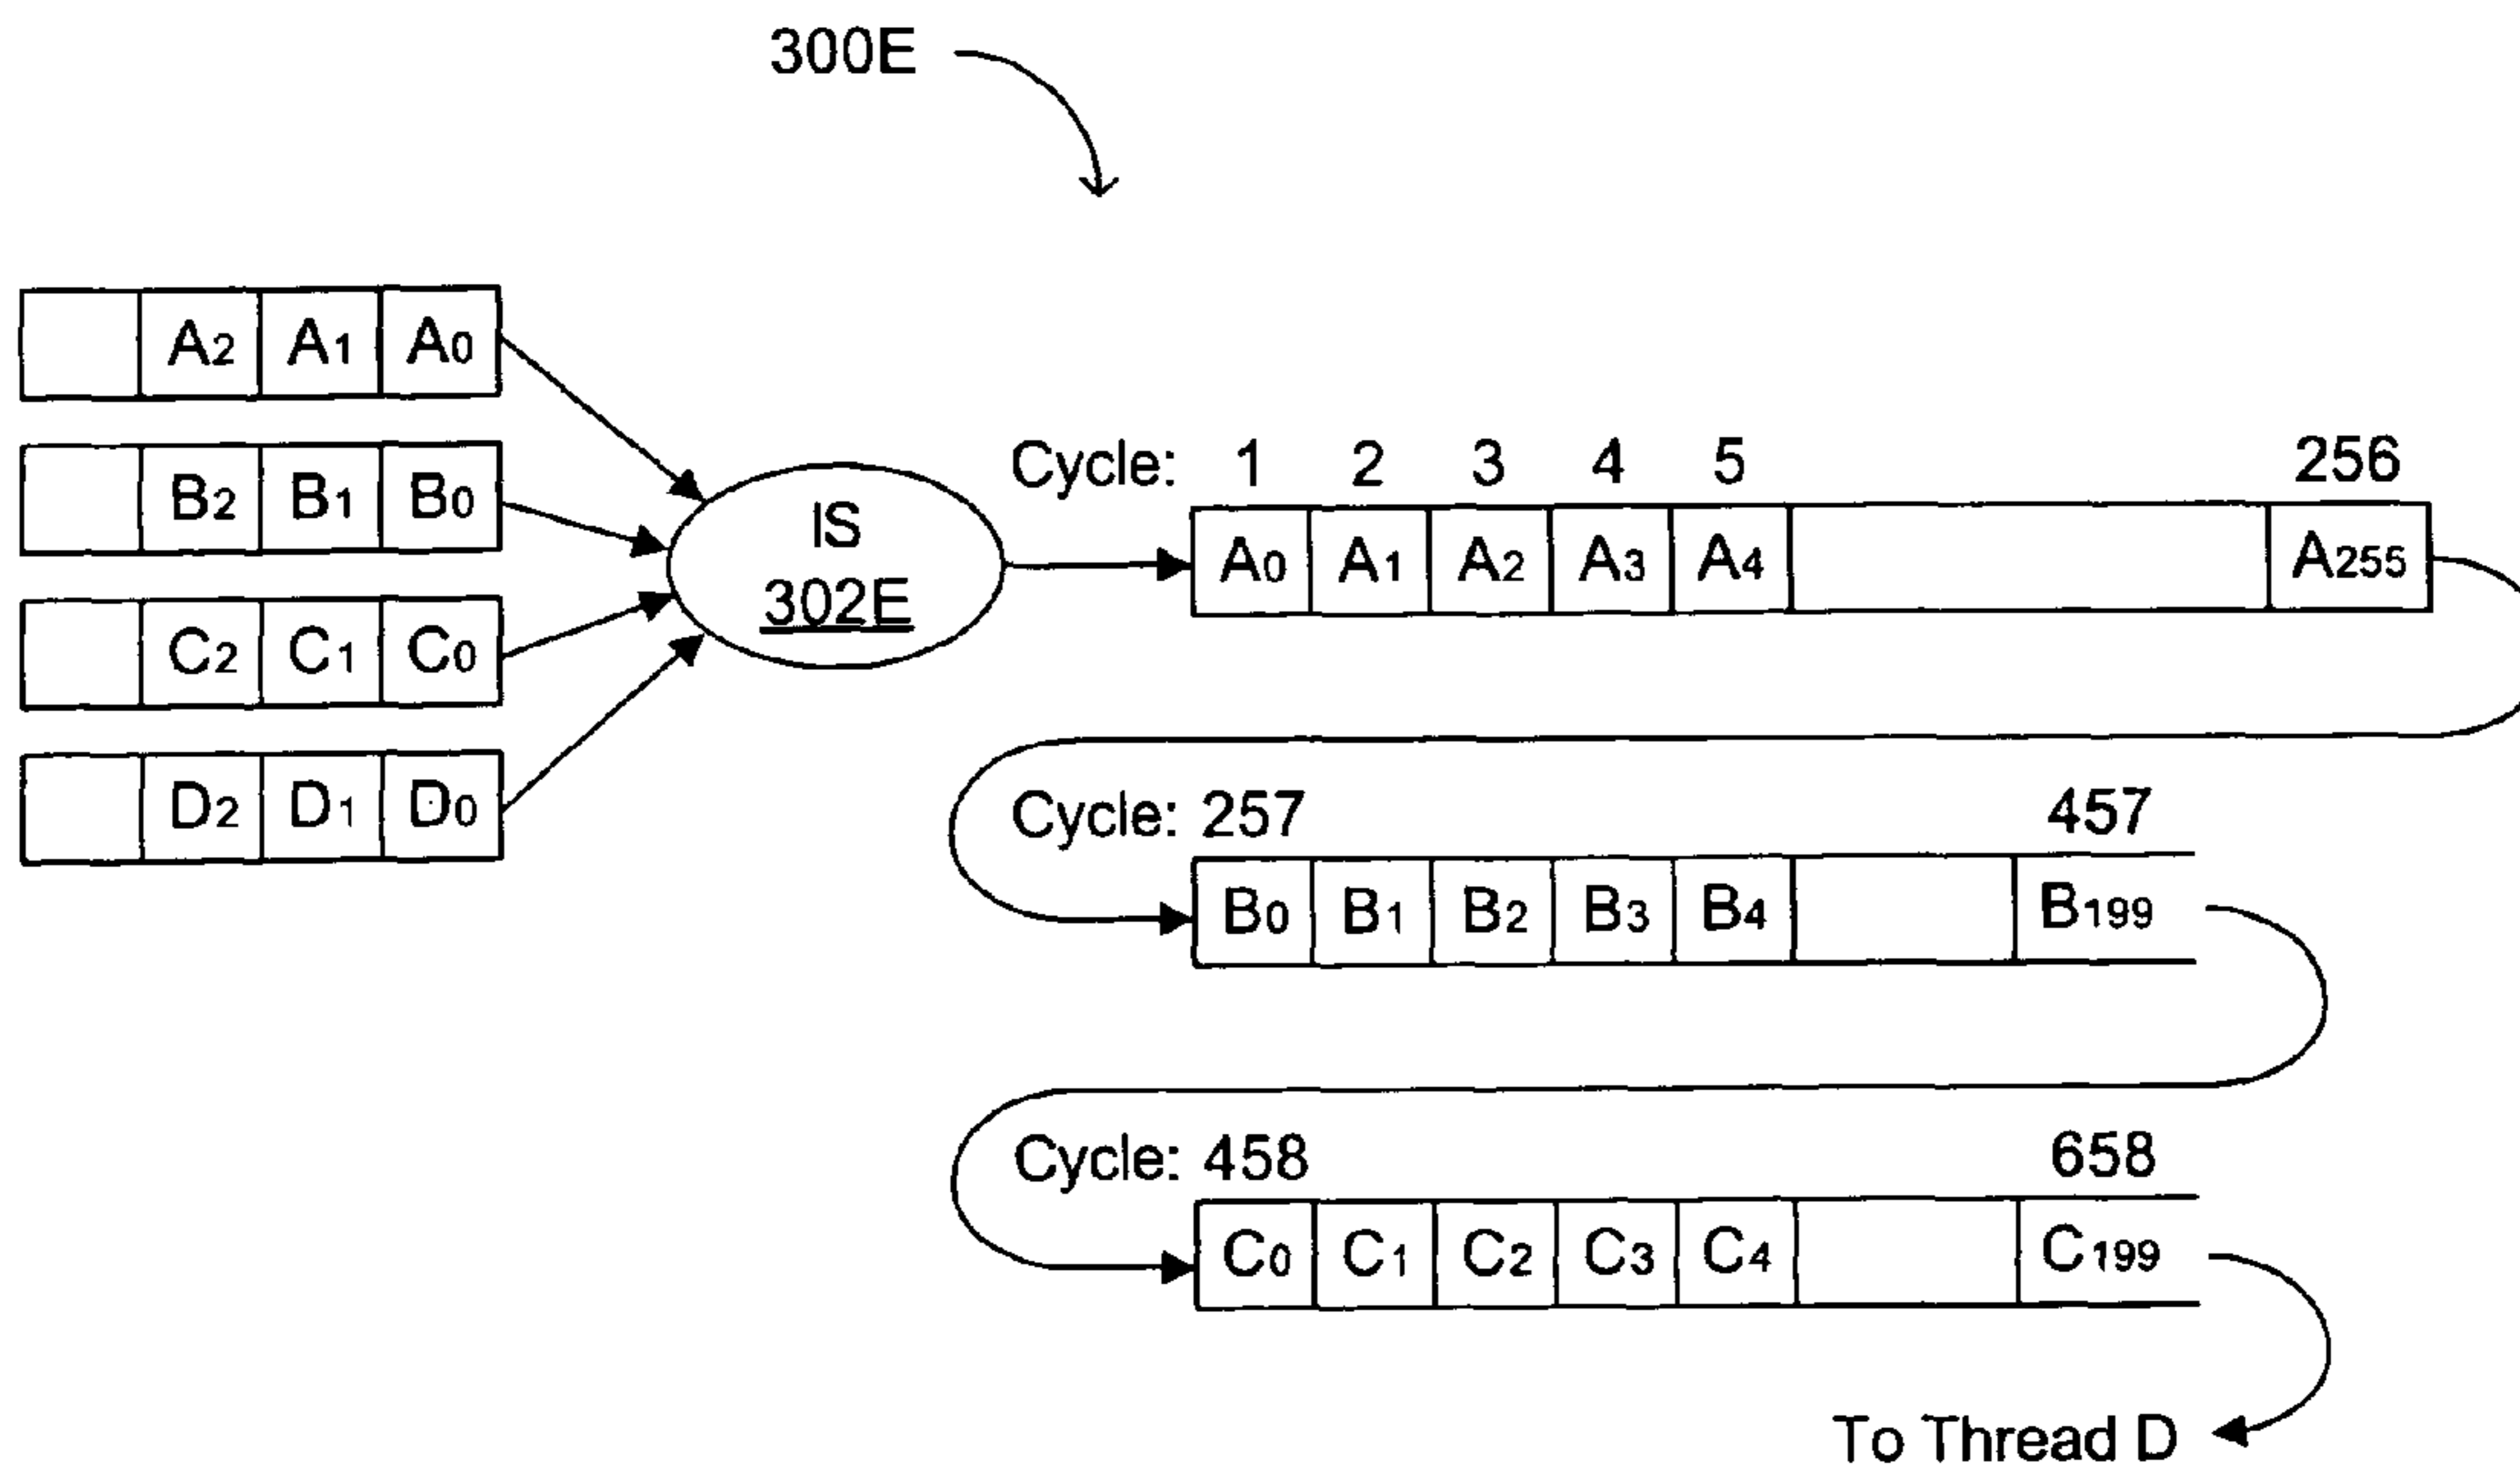 300E
A2 A1 A0
B2 B1 B0
C2 C1 C0
D2 D1 D0
IS
302E
Cycle: 1 2 3 4 5 256
A0 A1 A2 A3 A4 A255
Cycle: 257 457
B0 B1 B2 B3 B4 B199
Cycle: 458 658
C0 C1 C2 C3 C4 C199
To Thread D